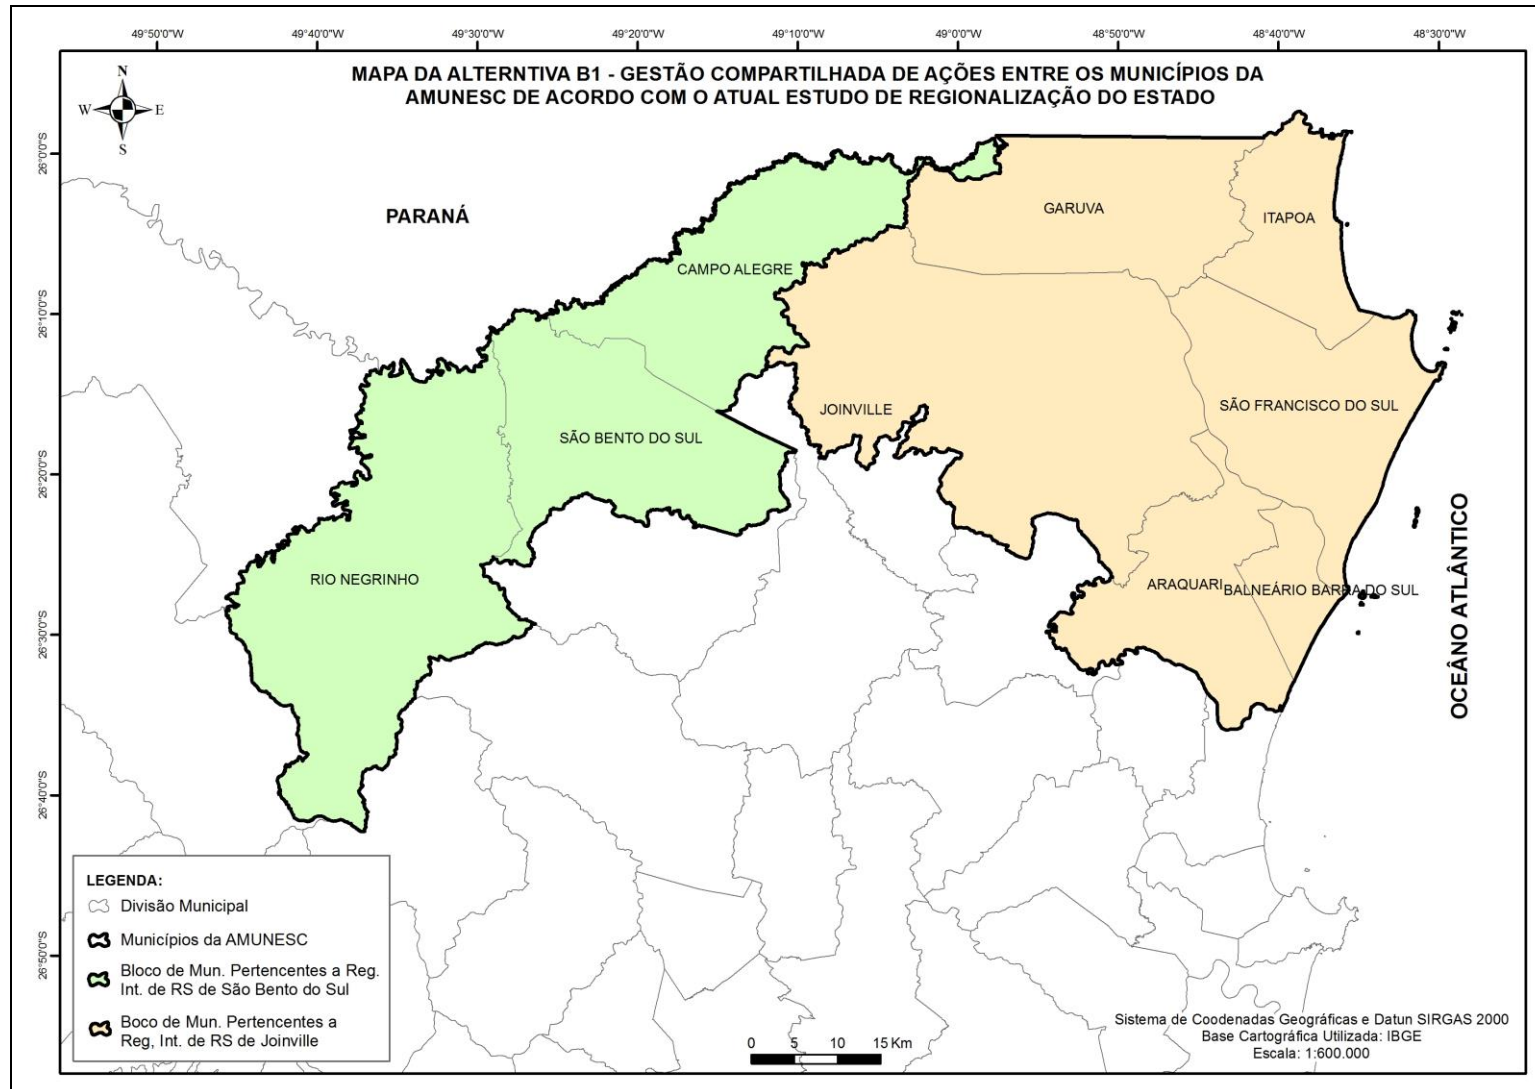 49°50'0"W 49°40'0"W 49°30'0"W 49°20'0"W 49°10'0"W 49°0'0"W 48°50'0"W 48°40'0"W 48°30'0"W
MAPA DA ALTERNTIVA B1 - GESTÃO COMPARTILHADA DE AÇÕES ENTRE OS MUNICÍPIOS DA
AMUNESC DE ACORDO COM O ATUAL ESTUDO DE REGIONALIZAÇÃO DO ESTADO
N
W E
S
26°0'0"S
26°10'0"S
26°20'0"S
26°30'0"S
26°40'0"S
26°50'0"S
PARANÁ
GARUVA
ITAPOA
CAMPO ALEGRE
SÃO FRANCISCO DO SUL
JOINVILLE
SÃO BENTO DO SUL
RIO NEGRINHO
ARAQUARI
BALNEÁRIO BARRA DO SUL
OCEÂNO ATLÂNTICO
LEGENDA:
Divisão Municipal
Municípios da AMUNESC
Bloco de Mun. Pertencentes a Reg.
Int. de RS de São Bento do Sul
Boco de Mun. Pertencentes a
Reg, Int. de RS de Joinville
0 5 10 15 Km
Sistema de Coodenadas Geográficas e Datun SIRGAS 2000
Base Cartográfica Utilizada: IBGE
Escala: 1:600.000